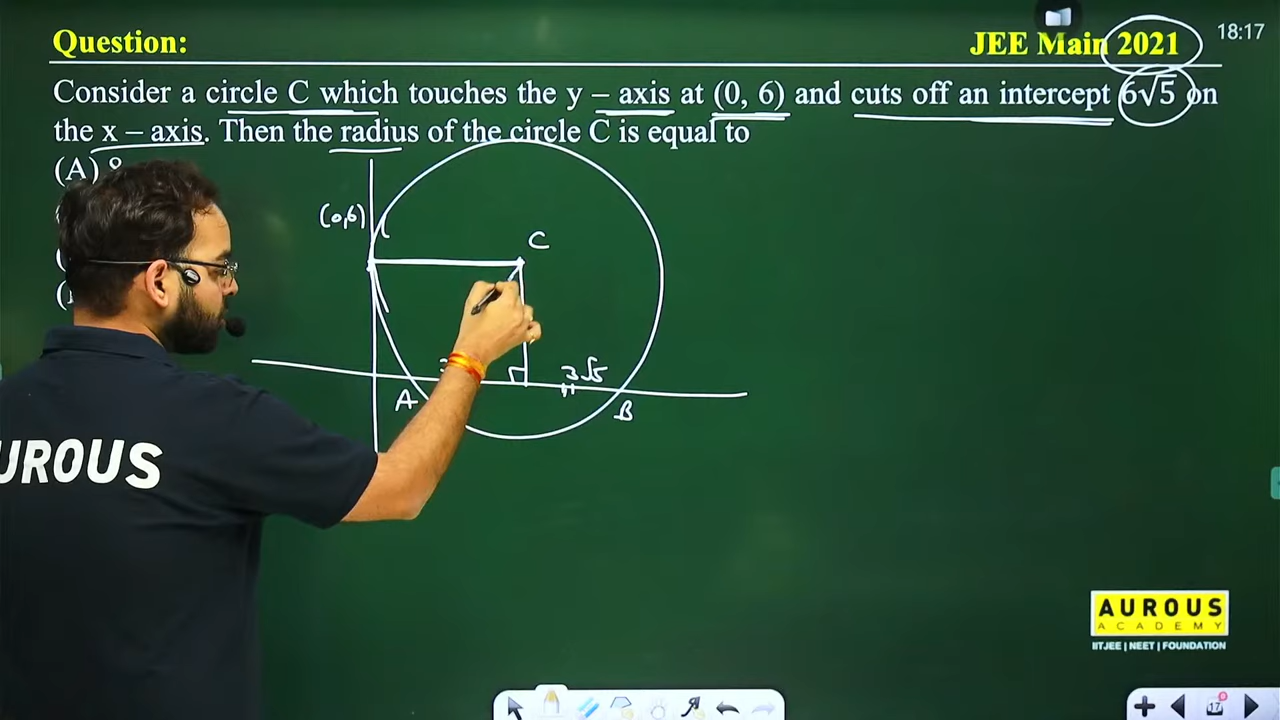 Question:
JEE Main 2021
18:17
Consider a circle C which touches the y – axis at (0, 6) and cuts off an intercept 6√5 on
the x – axis. Then the radius of the circle C is equal to
(A)
(0,6)
C
3√5
A
B
UROUS
AUROUS
ACADEMY
IITJEE | NEET | FOUNDATION
17